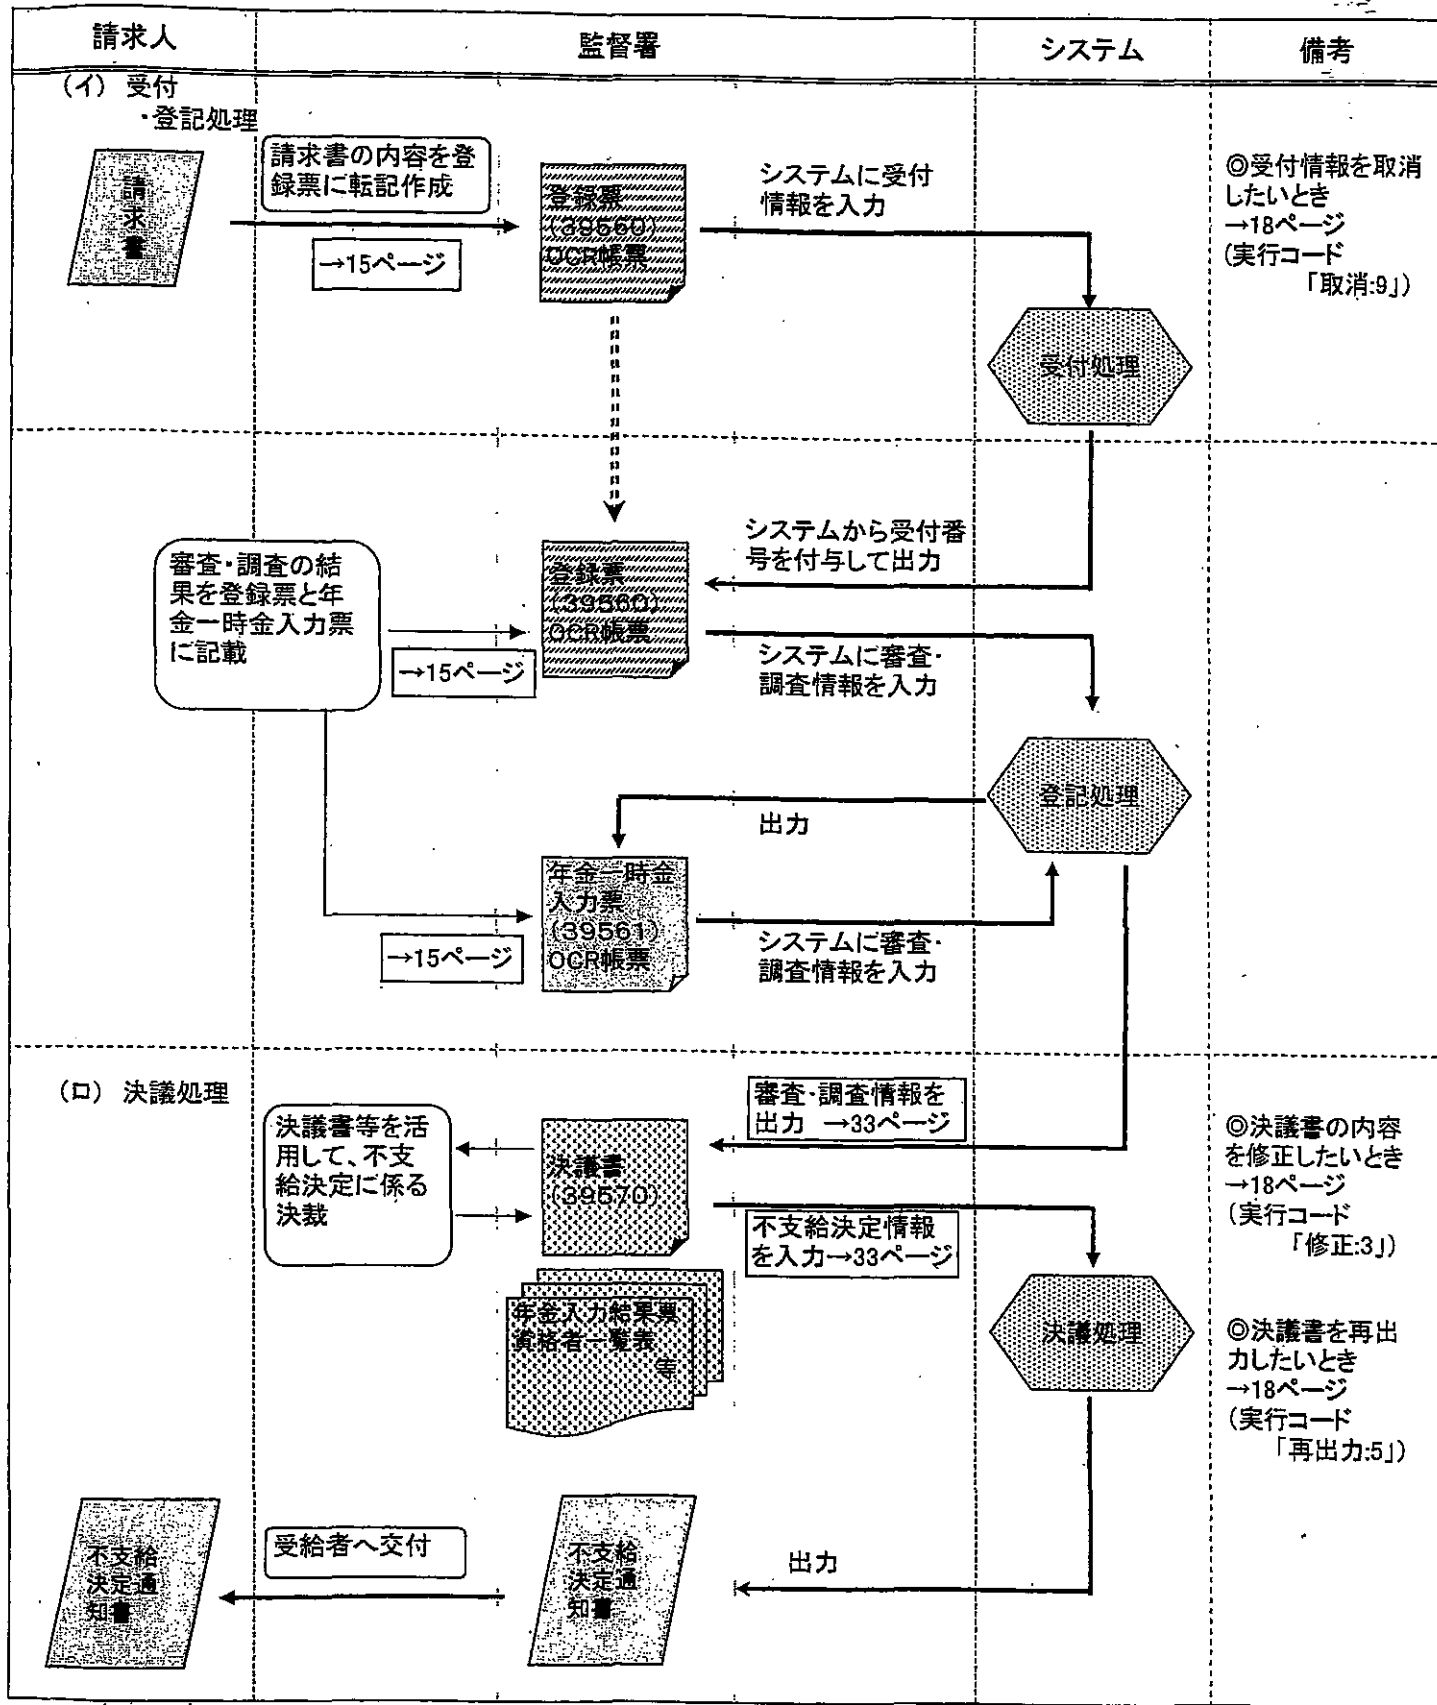 請求人
監督署
システム
備考
(イ) 受付
・登記処理
請求書
請求書の内容を登
録票に転記作成
→15ページ
登録票
(39560)
OCR帳票
システムに受付
情報を入力
受付処理
◎受付情報を取消
したいとき
→18ページ
(実行コード
「取消:9」)
審査・調査の結
果を登録票と年
金一時金入力票
に記載
→15ページ
登録票
(39560)
OCR帳票
システムから受付番
号を付与して出力
システムに審査・
調査情報を入力
登記処理
出力
年金一時金
入力票
(39561)
OCR帳票
→15ページ
システムに審査・
調査情報を入力
(ロ) 決議処理
決議書等を活
用して、不支
給決定に係る
決裁
決議書
(39570)
審査・調査情報を
出力 →33ページ
不支給決定情報
を入力→33ページ
年金入力結果票
資格者一覧表
等
決議処理
◎決議書の内容
を修正したいとき
→18ページ
(実行コード
「修正:3」)
◎決議書を再出
力したいとき
→18ページ
(実行コード
「再出力:5」)
不支給
決定通
知書
受給者へ交付
不支給
決定通
知書
出力